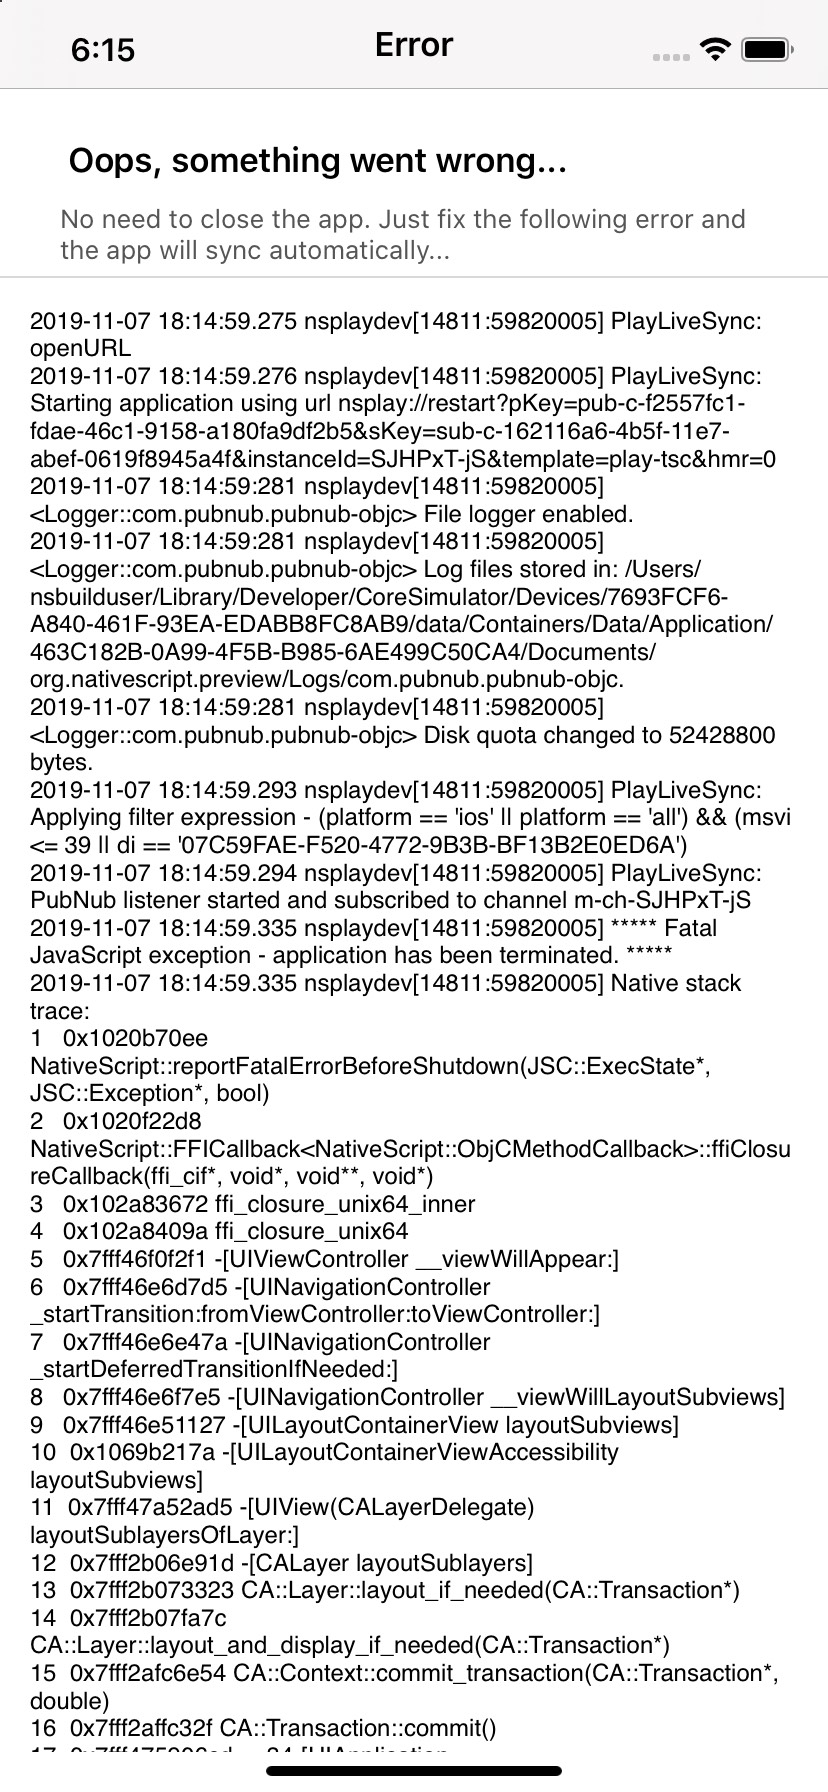 6:15
Error
Oops, something went wrong...
No need to close the app. Just fix the following error and
the app will sync automatically...
2019-11-07 18:14:59.275 nsplaydev[14811:59820005] PlayLiveSync:
openURL
2019-11-07 18:14:59.276 nsplaydev[14811:59820005] PlayLiveSync:
Starting application using url nsplay://restart?pKey=pub-c-f2557fc1-
fdae-46c1-9158-a180fa9df2b5&sKey=sub-c-162116a6-4b5f-11e7-
abef-0619f8945a4f&instanceId=SJHPxT-jS&template=play-tsc&hmr=0
2019-11-07 18:14:59:281 nsplaydev[14811:59820005]
<Logger::com.pubnub.pubnub-objc> File logger enabled.
2019-11-07 18:14:59:281 nsplaydev[14811:59820005]
<Logger::com.pubnub.pubnub-objc> Log files stored in: /Users/
nsbuilduser/Library/Developer/CoreSimulator/Devices/7693FCF6-
A840-461F-93EA-EDABB8FC8AB9/data/Containers/Data/Application/
463C182B-0A99-4F5B-B985-6AE499C50CA4/Documents/
org.nativescript.preview/Logs/com.pubnub.pubnub-objc.
2019-11-07 18:14:59:281 nsplaydev[14811:59820005]
<Logger::com.pubnub.pubnub-objc> Disk quota changed to 52428800
bytes.
2019-11-07 18:14:59.293 nsplaydev[14811:59820005] PlayLiveSync:
Applying filter expression - (platform == 'ios' || platform == 'all') && (msvi
<= 39 || di == '07C59FAE-F520-4772-9B3B-BF13B2E0ED6A')
2019-11-07 18:14:59.294 nsplaydev[14811:59820005] PlayLiveSync:
PubNub listener started and subscribed to channel m-ch-SJHPxT-jS
2019-11-07 18:14:59.335 nsplaydev[14811:59820005] ***** Fatal
JavaScript exception - application has been terminated. *****
2019-11-07 18:14:59.335 nsplaydev[14811:59820005] Native stack
trace:
1 0x1020b70ee
NativeScript::reportFatalErrorBeforeShutdown(JSC::ExecState*,
JSC::Exception*, bool)
2 0x1020f22d8
NativeScript::FFICallback<NativeScript::ObjCMethodCallback>::ffiClosu
reCallback(ffi_cif*, void*, void**, void*)
3 0x102a83672 ffi_closure_unix64_inner
4 0x102a8409a ffi_closure_unix64
5 0x7fff46f0f2f1 -[UIViewController __viewWillAppear:]
6 0x7fff46e6d7d5 -[UINavigationController
_startTransition:fromViewController:toViewController:]
7 0x7fff46e6e47a -[UINavigationController
_startDeferredTransitionIfNeeded:]
8 0x7fff46e6f7e5 -[UINavigationController __viewWillLayoutSubviews]
9 0x7fff46e51127 -[UILayoutContainerView layoutSubviews]
10 0x1069b217a -[UILayoutContainerViewAccessibility
layoutSubviews]
11 0x7fff47a52ad5 -[UIView(CALayerDelegate)
layoutSublayersOfLayer:]
12 0x7fff2b06e91d -[CALayer layoutSublayers]
13 0x7fff2b073323 CA::Layer::layout_if_needed(CA::Transaction*)
14 0x7fff2b07fa7c
CA::Layer::layout_and_display_if_needed(CA::Transaction*)
15 0x7fff2afc6e54 CA::Context::commit_transaction(CA::Transaction*,
double)
16 0x7fff2affc32f CA::Transaction::commit()